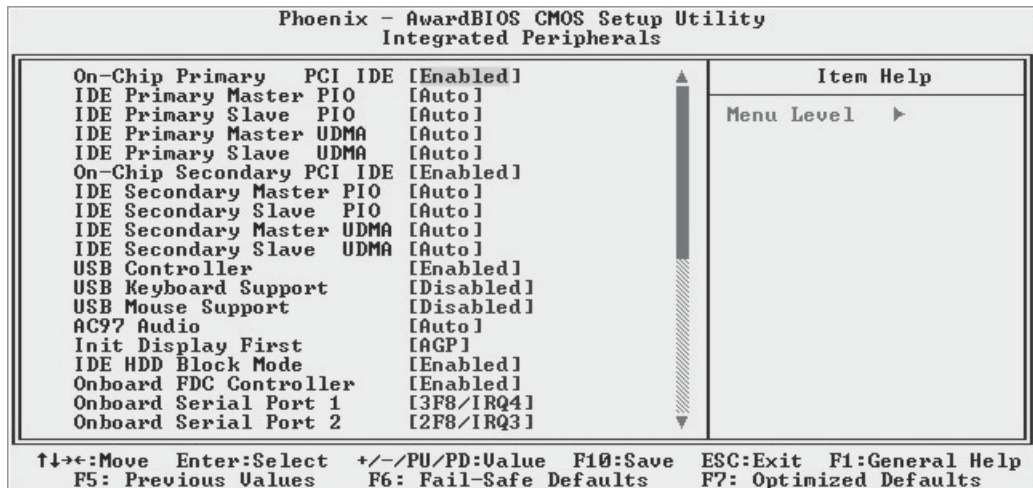 Phoenix - AwardBIOS CMOS Setup Utility
Integrated Peripherals
On-Chip Primary   PCI IDE [Enabled]
IDE Primary Master PIO    [Auto]
IDE Primary Slave  PIO    [Auto]
IDE Primary Master UDMA   [Auto]
IDE Primary Slave  UDMA   [Auto]
On-Chip Secondary PCI IDE [Enabled]
IDE Secondary Master PIO  [Auto]
IDE Secondary Slave  PIO  [Auto]
IDE Secondary Master UDMA [Auto]
IDE Secondary Slave  UDMA [Auto]
USB Controller            [Enabled]
USB Keyboard Support      [Disabled]
USB Mouse Support         [Disabled]
AC97 Audio                [Auto]
Init Display First        [AGP]
IDE HDD Block Mode        [Enabled]
Onboard FDC Controller    [Enabled]
Onboard Serial Port 1     [3F8/IRQ4]
Onboard Serial Port 2     [2F8/IRQ3]
Item Help
Menu Level ▶
↑↓→←:Move  Enter:Select  +/-/PU/PD:Value  F10:Save  ESC:Exit  F1:General Help
F5: Previous Values  F6: Fail-Safe Defaults  F7: Optimized Defaults